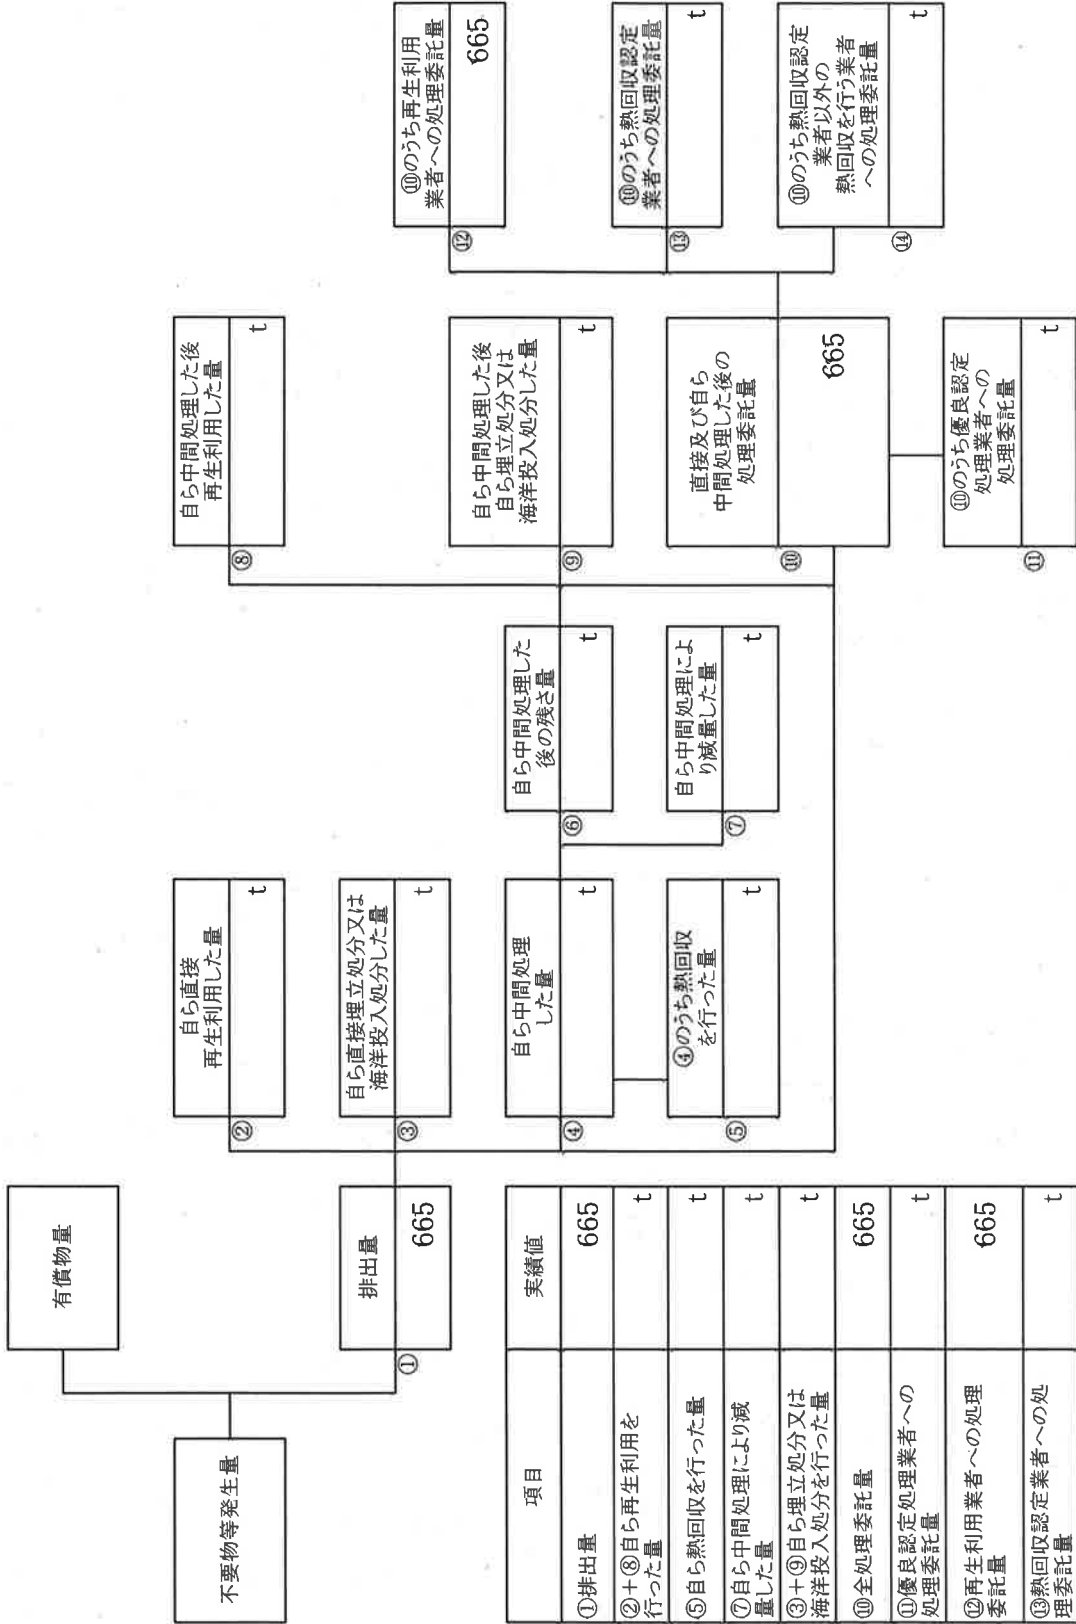 有償物量
不要物等発生量
①
排出量
665
②
自ら直接
再生利用した量
t
③
自ら直接埋立処分又は
海洋投入処分した量
t
④
自ら中間処理
した量
t
⑤
④のうち熱回収
を行った量
t
⑥
自ら中間処理した
後の残さ量
t
⑦
自ら中間処理によ
り減量した量
t
⑧
自ら中間処理した後
再生利用した量
t
⑨
自ら中間処理した後
自ら埋立処分又は
海洋投入処分した量
t
⑩
直接及び自ら
中間処理した後の
処理委託量
665
⑪
⑩のうち優良認定
処理業者への
処理委託量
t
⑫
⑩のうち再生利用
業者への処理委託量
665
⑬
⑩のうち熱回収認定
業者への処理委託量
t
⑭
⑩のうち熱回収認定
業者以外の
熱回収を行う業者
への処理委託量
t
項目 実績値
①排出量 665
②+⑧自ら再生利用を
行った量 t
⑤自ら熱回収を行った量 t
⑦自ら中間処理により減
量した量 t
③+⑨自ら埋立処分又は
海洋投入処分を行った量 t
⑩全処理委託量 665
⑪優良認定処理業者への
処理委託量 t
⑫再生利用業者への処理
委託量 665
⑬熱回収認定業者への処
理委託量 t